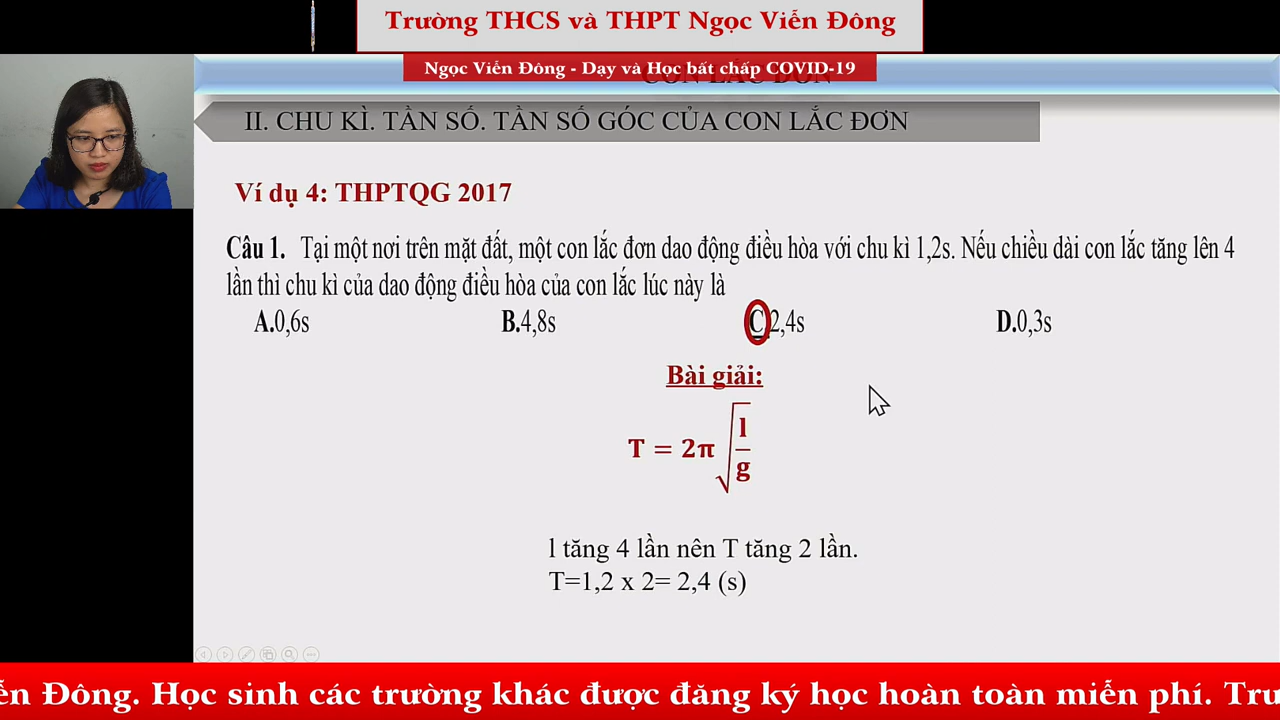 Trường THCS và THPT Ngọc Viễn Đông
Ngọc Viễn Đông - Dạy và Học bất chấp COVID-19
CON LẮC ĐƠN
II. CHU KÌ. TẦN SỐ. TẦN SỐ GÓC CỦA CON LẮC ĐƠN
Ví dụ 4: THPTQG 2017
Câu 1. Tại một nơi trên mặt đất, một con lắc đơn dao động điều hòa với chu kì 1,2s. Nếu chiều dài con lắc tăng lên 4
lần thì chu kì của dao động điều hòa của con lắc lúc này là
A.0,6s B.4,8s C.2,4s D.0,3s
Bài giải:
T = 2π√(l/g)
l tăng 4 lần nên T tăng 2 lần.
T=1,2 x 2= 2,4 (s)
ễn Đông. Học sinh các trường khác được đăng ký học hoàn toàn miễn phí. Trư